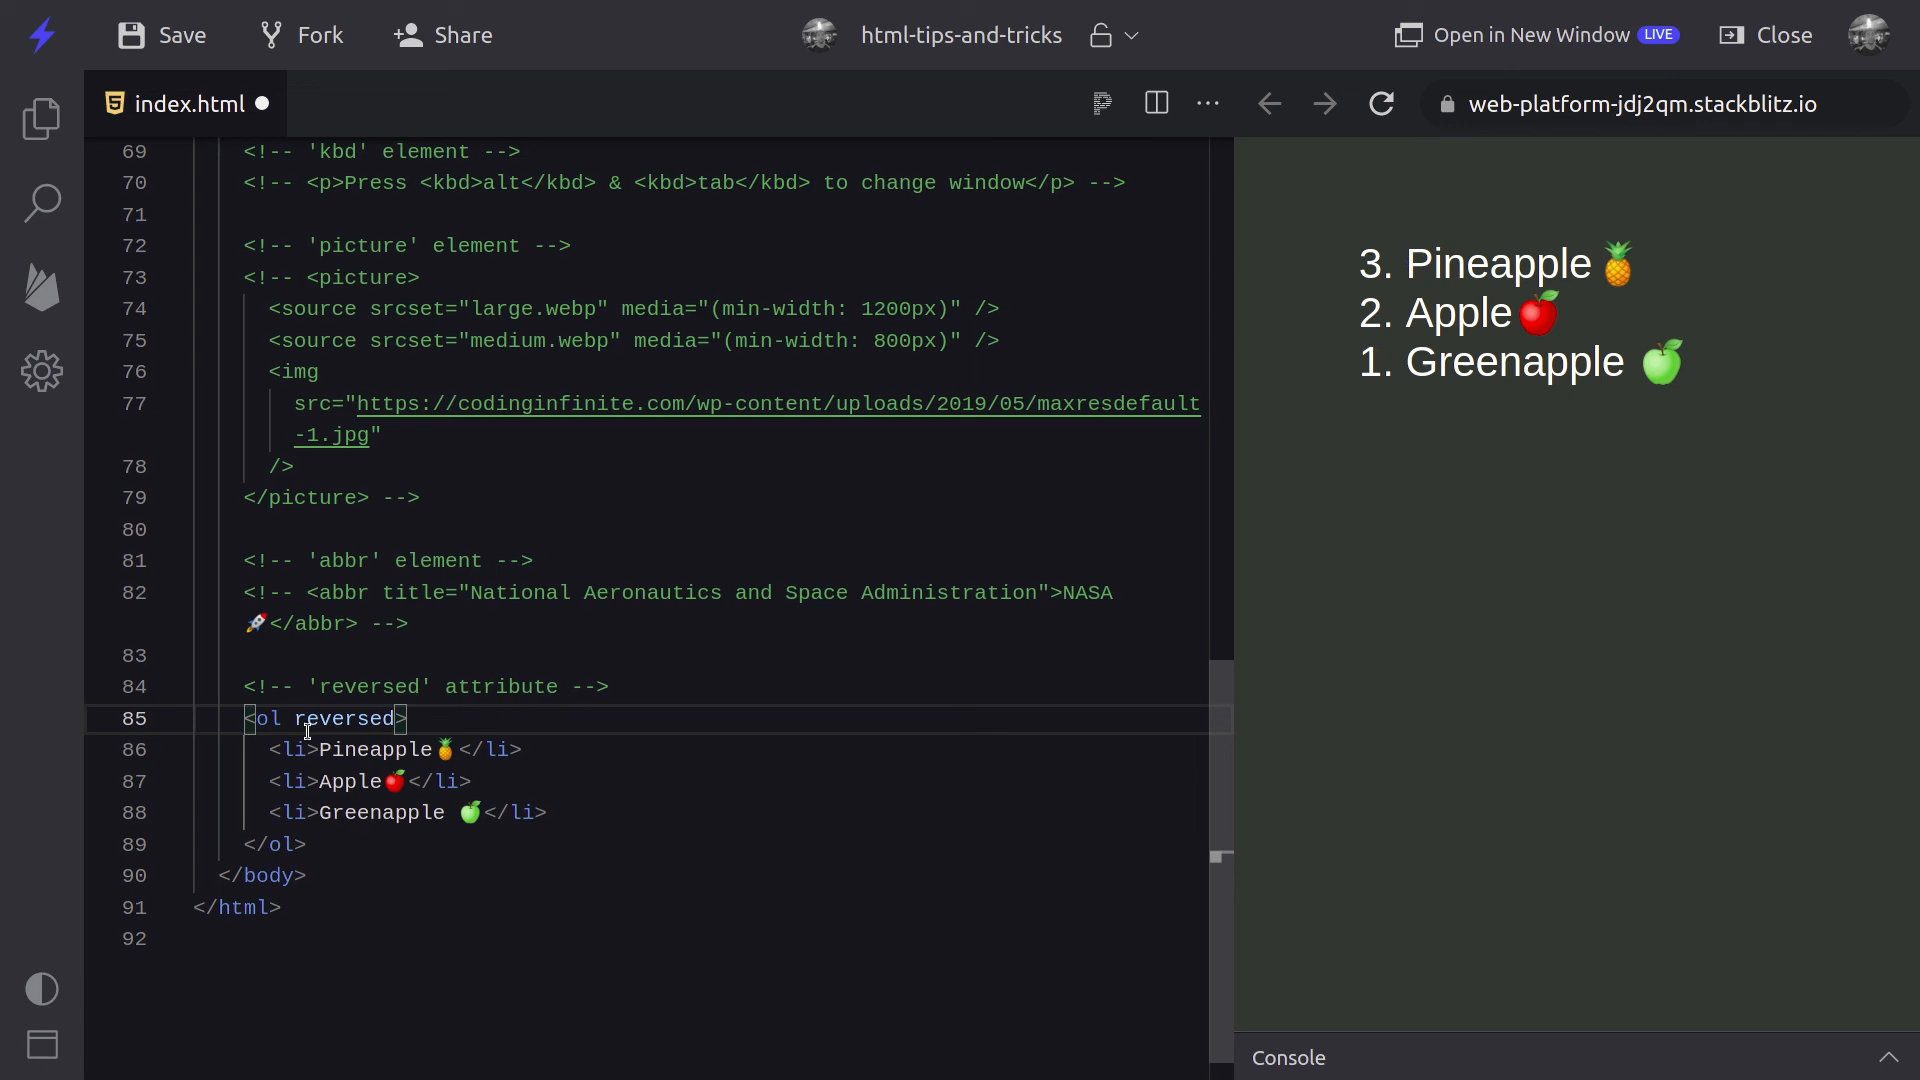 Save Fork Share html-tips-and-tricks Open in New Window LIVE Close
index.html web-platform-jdj2qm.stackblitz.io
69 <!-- 'kbd' element -->
70 <!-- <p>Press <kbd>alt</kbd> & <kbd>tab</kbd> to change window</p> -->
71
72 <!-- 'picture' element -->
73 <!-- <picture>
74 <source srcset="large.webp" media="(min-width: 1200px)" />
75 <source srcset="medium.webp" media="(min-width: 800px)" />
76 <img
77 src="https://codinginfinite.com/wp-content/uploads/2019/05/maxresdefault
-1.jpg"
78 />
79 </picture> -->
80
81 <!-- 'abbr' element -->
82 <!-- <abbr title="National Aeronautics and Space Administration">NASA
🚀</abbr> -->
83
84 <!-- 'reversed' attribute -->
85 <ol reversed>
86 <li>Pineapple🍍</li>
87 <li>Apple🍎</li>
88 <li>Greenapple 🍏</li>
89 </ol>
90 </body>
91 </html>
92
3. Pineapple🍍
2. Apple🍎
1. Greenapple 🍏
Console